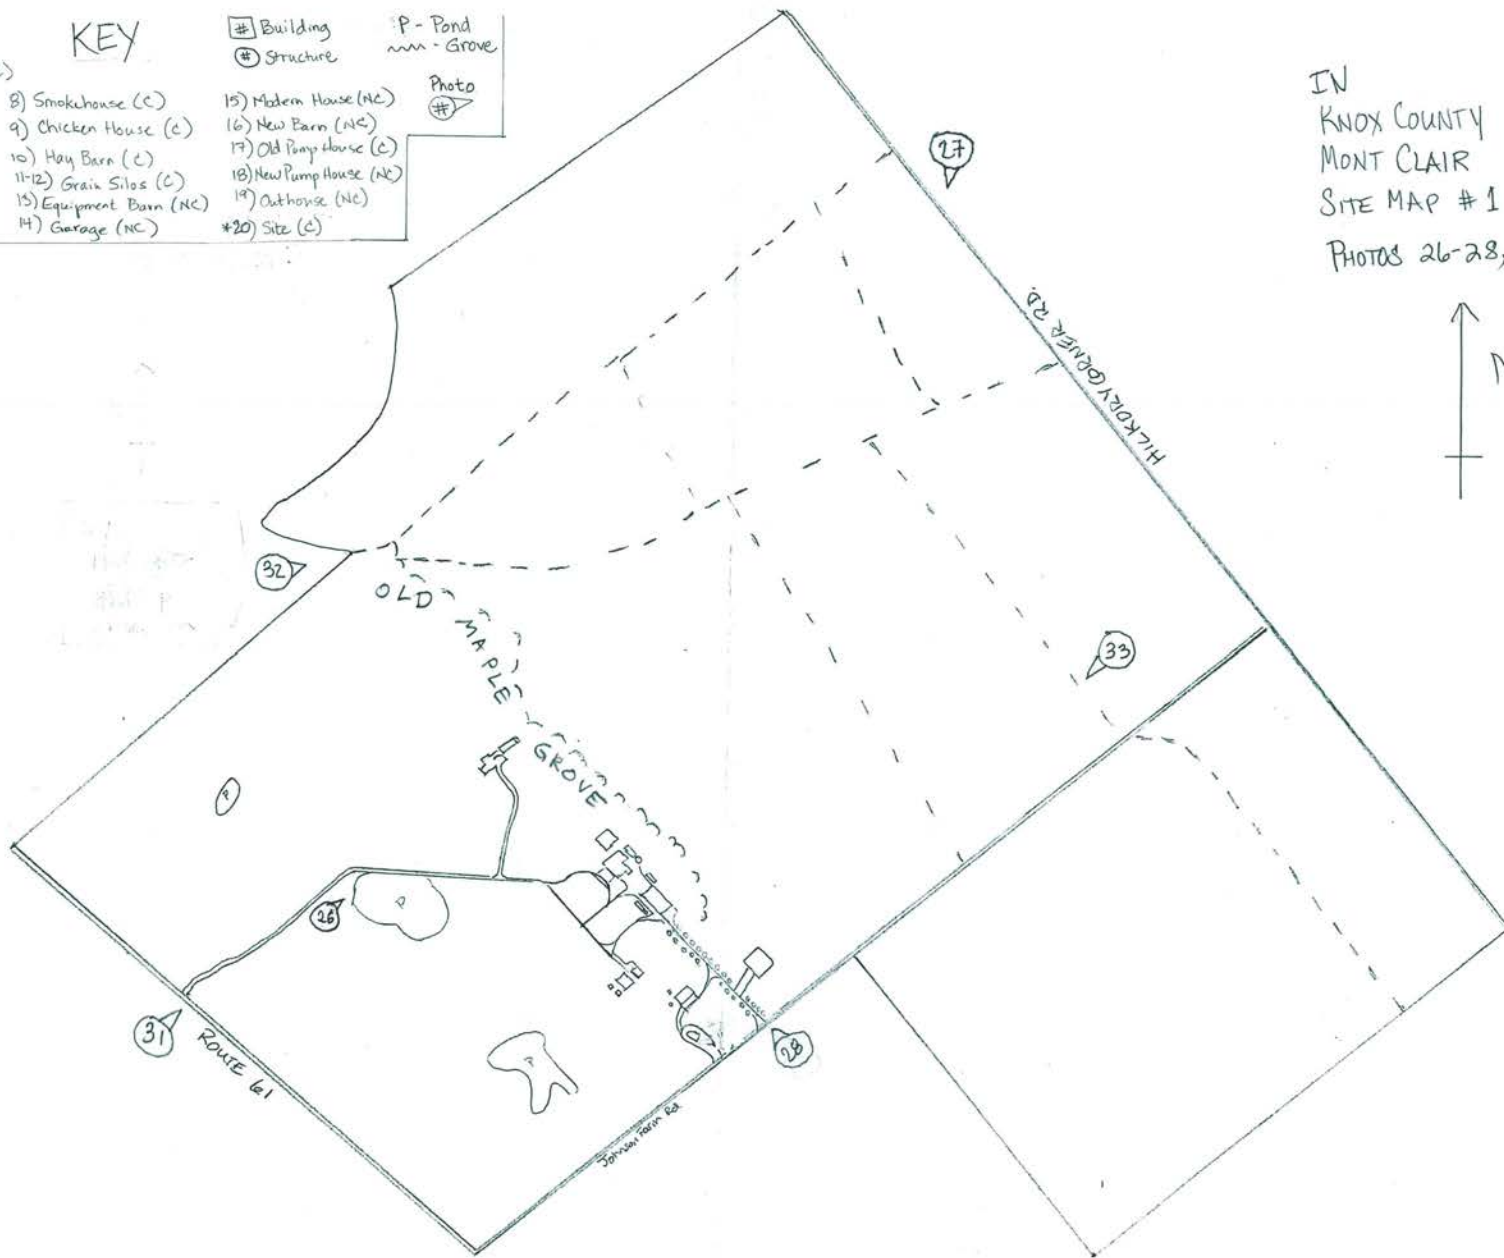 KEY
# Building
# Structure
P - Pond
- Grove
Photo
#
8) Smokehouse (C)
9) Chicken House (C)
10) Hay Barn (C)
11-12) Grain Silos (C)
13) Equipment Barn (NC)
14) Garage (NC)
15) Modern House (NC)
16) New Barn (NC)
17) Old Pump House (C)
18) New Pump House (NC)
19) Outhouse (NC)
*20) Site (C)
IN
KNOX COUNTY
MONT CLAIR
SITE MAP # 1
PHOTOS 26-28,
27
HICKORY CORNER RD.
32
OLD
MAPLE
GROVE
33
P
26
P
31
ROUTE 61
P
28
Johnson Farm Rd